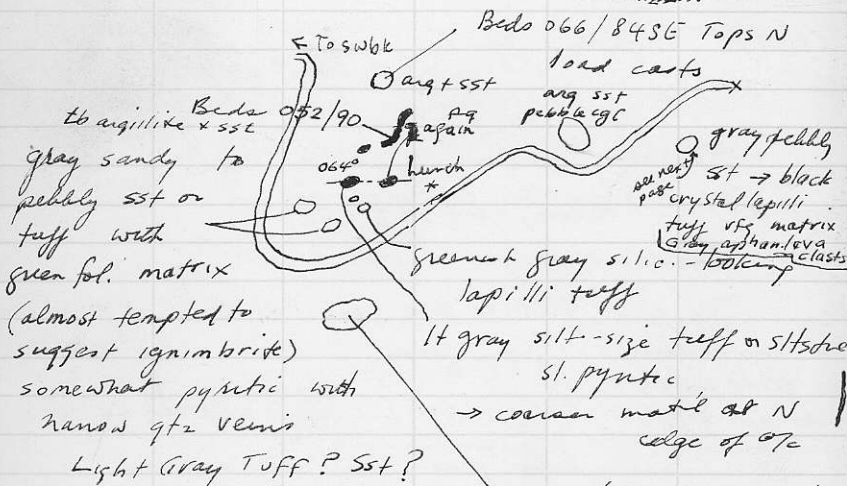 Beds 066/84SE Tops N
← To swbk
arg + sst
load casts
arg sst
pebble cgl
Beds 052/90
tb argillite + sst
again
064°
lunch
*
gray sandy to
pebbly sst or
tuff with
green fol. matrix
(almost tempted to
suggest ignimbrite)
somewhat pyritic with
narrow qtz veins
Light Gray Tuff? Sst?
gray pebbly
sst → black
see next
page
crystal lapilli
tuff vfg matrix
Gray aphan. lava
clasts
greenish gray silic.-looking
lapilli tuff
lt gray silt-size tuff or sltstne
sl. pyritic
→ coarser mat'l at N
edge of o/c